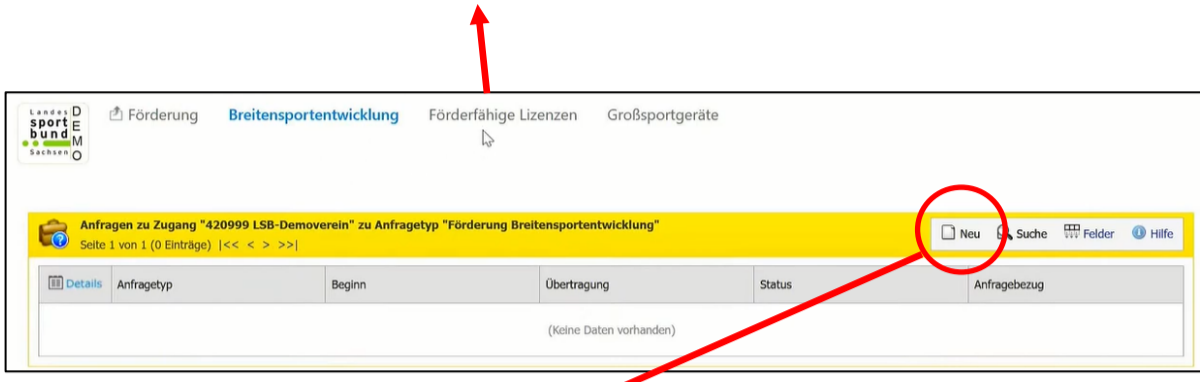 Landes
sport
bund
Sachsen
DEMO
Förderung Breitensportentwicklung Förderfähige Lizenzen Großsportgeräte
Anfragen zu Zugang "420999 LSB-Demoverein" zu Anfragetyp "Förderung Breitensportentwicklung"
Seite 1 von 1 (0 Einträge) |<< < > >>|
Neu Suche Felder Hilfe
Details Anfragetyp Beginn Übertragung Status Anfragebezug
(Keine Daten vorhanden)